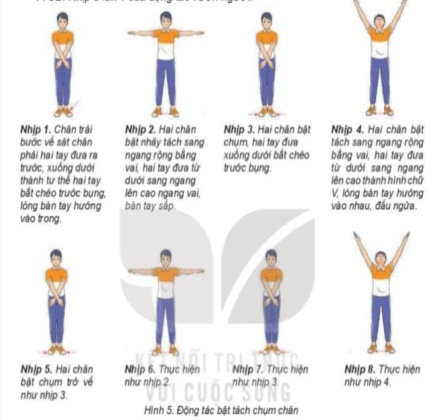 Nhịp 1. Chân trái
bước về sát chân
phải hai tay đưa ra
trước, xuống dưới
thành tư thế hai tay
bắt chéo trước bụng,
lòng bàn tay hướng
vào trong.
Nhịp 2. Hai chân
bật nhảy tách sang
ngang rộng bằng
vai, hai tay đưa từ
dưới sang ngang
lên cao ngang vai,
bàn tay sấp.
Nhịp 3. Hai chân bật
chụm, hai tay đưa
xuống dưới bắt chéo
trước bụng.
Nhịp 4. Hai chân bật
tách sang ngang rộng
bằng vai, hai tay đưa
từ dưới sang ngang
lên cao thành hình chữ
V, lòng bàn tay hướng
vào nhau, đầu ngửa.
Nhịp 5. Hai chân
bật chụm trở về
như nhịp 3.
Nhịp 6. Thực hiện
như nhịp 2.
Nhịp 7. Thực hiện
như nhịp 3.
Nhịp 8. Thực hiện
như nhịp 4.
KẾT NỐI TRI THỨC
VỚI CUỘC SỐNG
Hình 5. Động tác bật tách chụm chân